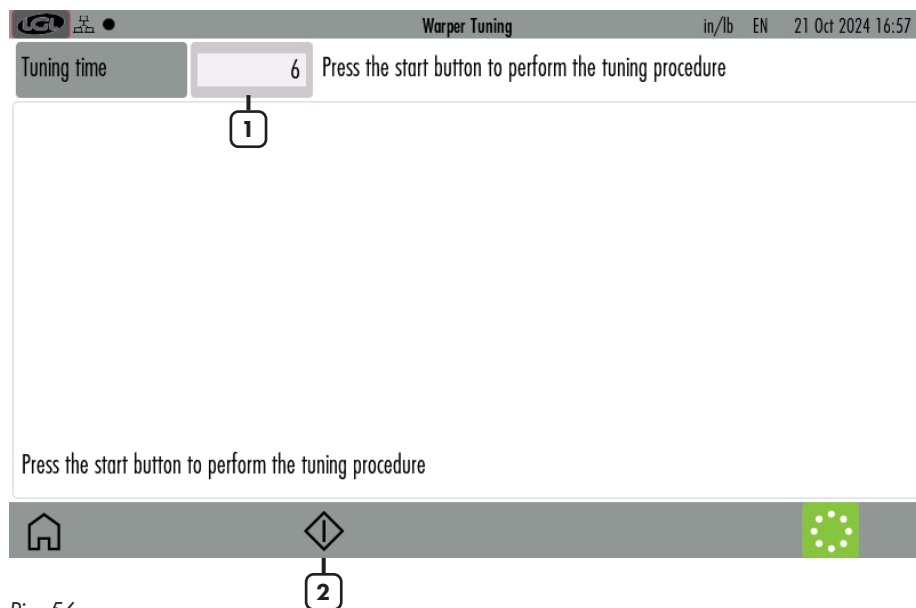 LGL
Warper Tuning
in/lb EN 21 Oct 2024 16:57
Tuning time
6
Press the start button to perform the tuning procedure
1
Press the start button to perform the tuning procedure
2